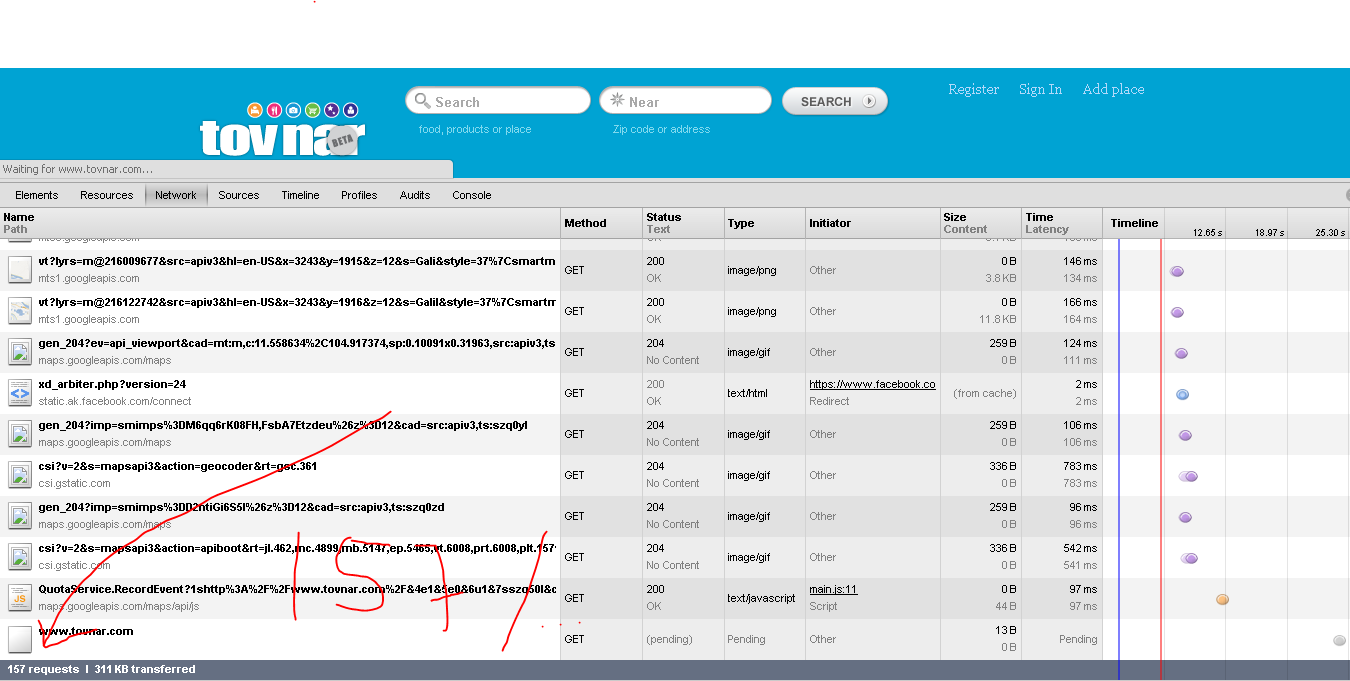 Register Sign In Add place
Search Near SEARCH
tovnar BETA
food, products or place Zip code or address
Waiting for www.tovnar.com...
Elements Resources Network Sources Timeline Profiles Audits Console
Name Method Status Type Initiator Size Time Timeline
Path Text Content Latency 12.65 s 18.97 s 25.30 s
vt?lyrs=m@216009677&src=apiv3&hl=en-US&x=3243&y=1915&z=12&s=Gali&style=37%7Csmartm GET 200 image/png Other 0 B 146 ms
mts1.googleapis.com OK 3.8 KB 134 ms
vt?lyrs=m@216122742&src=apiv3&hl=en-US&x=3243&y=1916&z=12&s=Galil&style=37%7Csmartm GET 200 image/png Other 0 B 166 ms
mts1.googleapis.com OK 11.8 KB 164 ms
gen_204?ev=api_viewport&cad=mt:m,c:11.558634%2C104.917374,sp:0.10091x0.31963,src:apiv3,ts GET 204 image/gif Other 259 B 124 ms
maps.googleapis.com/maps No Content 0 B 111 ms
xd_arbiter.php?version=24 GET 200 text/html https://www.facebook.co (from cache) 2 ms
static.ak.facebook.com/connect OK Redirect 2 ms
gen_204?imp=smimps%3DM6qq6rK08FH,FsbA7Etzdeu%26z%3D12&cad=src:apiv3,ts:szq0yl GET 204 image/gif Other 259 B 106 ms
maps.googleapis.com/maps No Content 0 B 106 ms
csi?v=2&s=mapsapi3&action=geocoder&rt=gsc.361 GET 204 image/gif Other 336 B 783 ms
csi.gstatic.com No Content 0 B 783 ms
gen_204?imp=smimps%3DD2ntiGi6S5I%26z%3D12&cad=src:apiv3,ts:szq0zd GET 204 image/gif Other 259 B 96 ms
maps.googleapis.com/maps No Content 0 B 96 ms
csi?v=2&s=mapsapi3&action=apiboot&rt=jl.462,mc.4899,mb.5147,ep.5465,vt.6008,prt.6008,plt.157 GET 204 image/gif Other 336 B 542 ms
csi.gstatic.com No Content 0 B 541 ms
157/
QuotaService.RecordEvent?1shttp%3A%2F%2Fwww.tovnar.com%2F&4e1&5e0&6u1&7sszq50l&c GET 200 text/javascript main.js:11 0 B 97 ms
maps.googleapis.com/maps/api/js OK Script 44 B 97 ms
www.tovnar.com GET (pending) Pending Other 13 B Pending
0 B
157 requests | 311 KB transferred